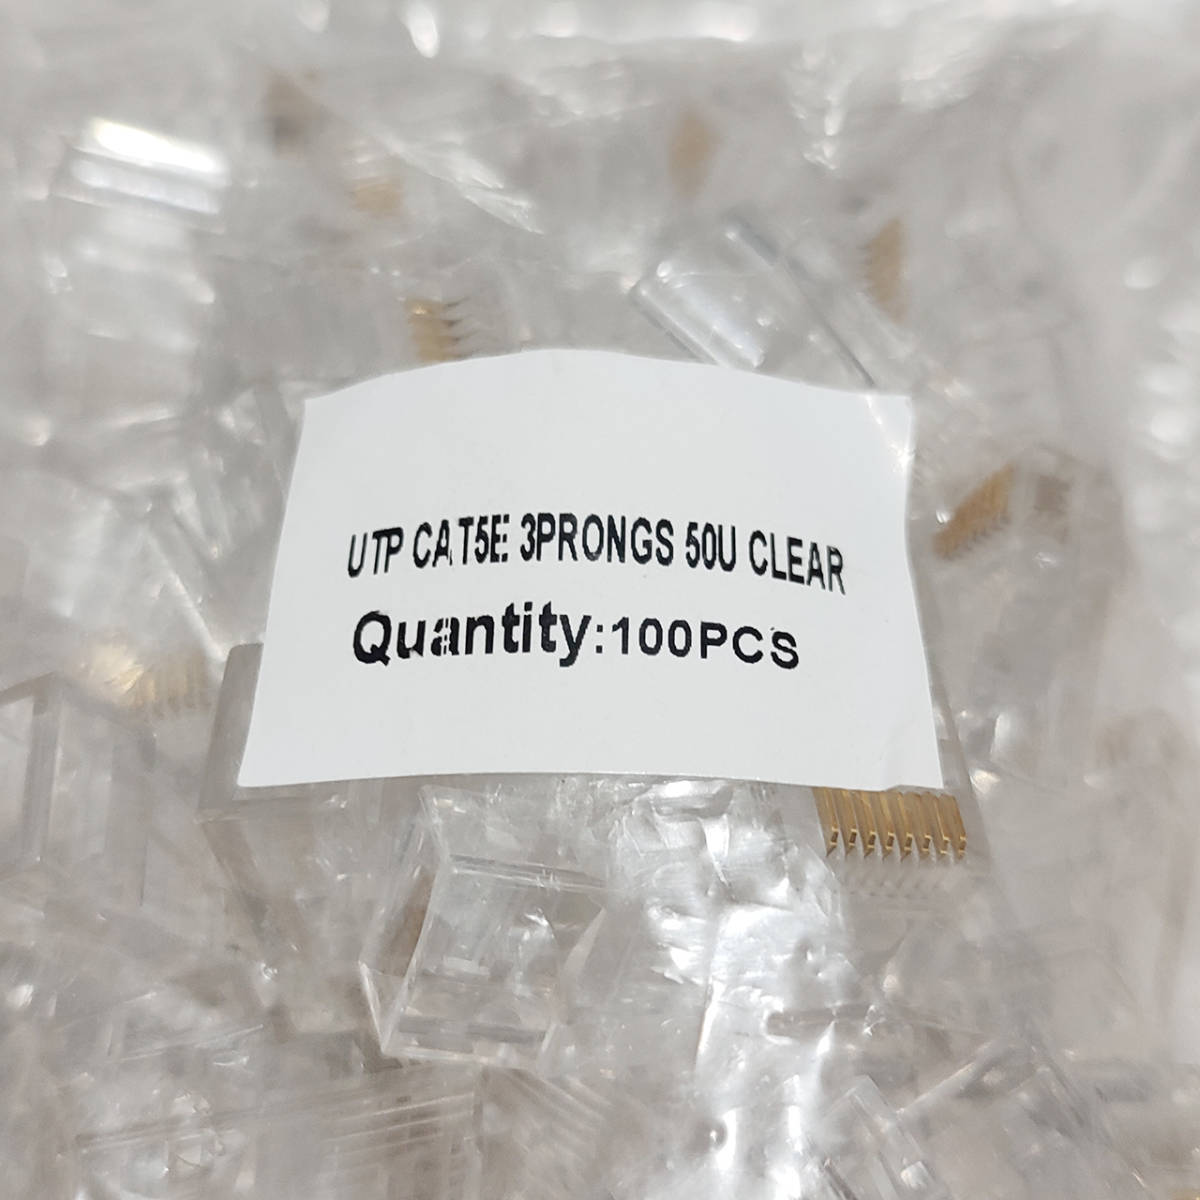 UTP CAT5E 3PRONGS 50U CLEAR
Quantity:100PCS